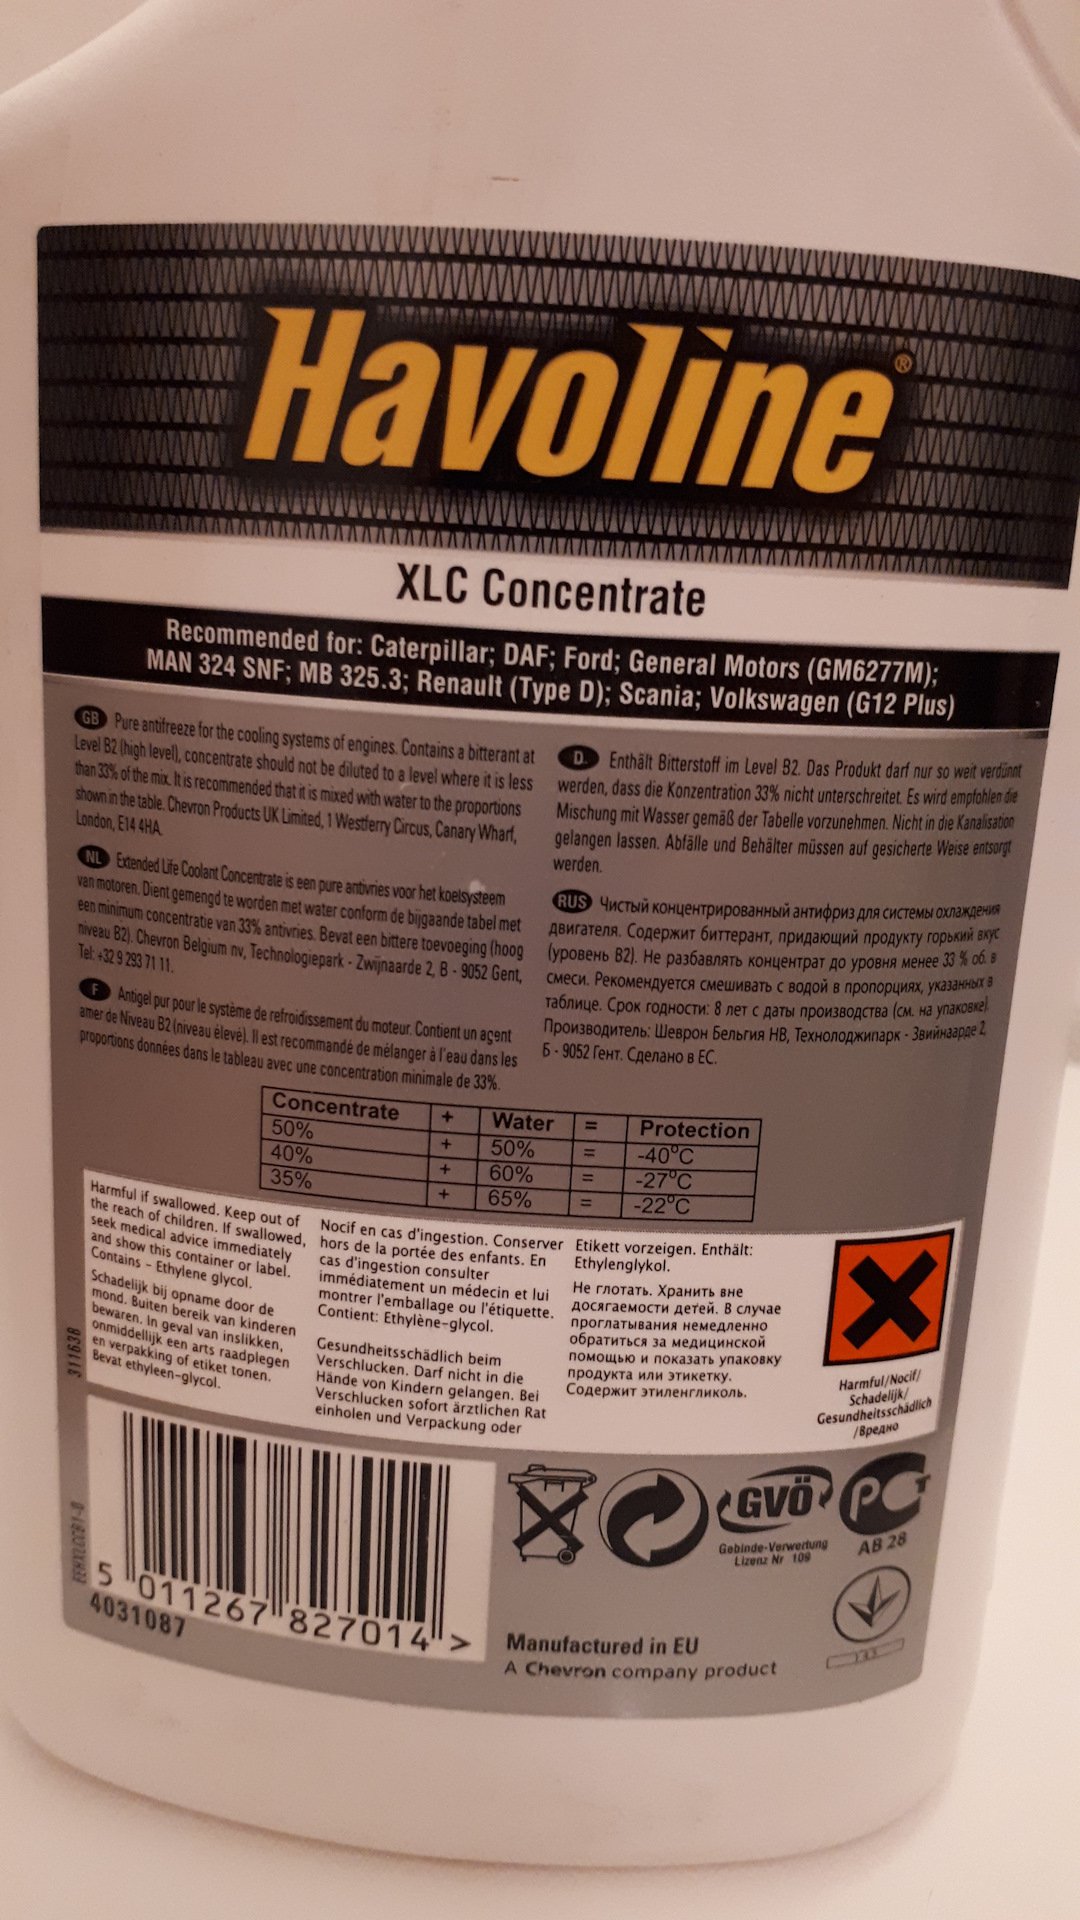 Havoline®
XLC Concentrate
Recommended for: Caterpillar; DAF; Ford; General Motors (GM6277M);
MAN 324 SNF; MB 325.3; Renault (Type D); Scania; Volkswagen (G12 Plus)
GB Pure antifreeze for the cooling systems of engines. Contains a bitterant at
Level B2 (high level), concentrate should not be diluted to a level where it is less
than 33% of the mix. It is recommended that it is mixed with water to the proportions
shown in the table. Chevron Products UK Limited, 1 Westferry Circus, Canary Wharf,
London, E14 4HA.
NL Extended Life Coolant Concentrate is een pure antivries voor het koelsysteem
van motoren. Dient gemengd te worden met water conform de bijgaande tabel met
een minimum concentratie van 33% antivries. Bevat een bittere toevoeging (hoog
niveau B2). Chevron Belgium nv, Technologiepark - Zwijnaarde 2, B - 9052 Gent,
Tel: +32 9 293 71 11.
F Antigel pur pour le système de refroidissement du moteur. Contient un agent
amer de Niveau B2 (niveau élevé). Il est recommandé de mélanger à l'eau dans les
proportions données dans le tableau avec une concentration minimale de 33%.
D. Enthält Bitterstoff im Level B2. Das Produkt darf nur so weit verdünnt
werden, dass die Konzentration 33% nicht unterschreitet. Es wird empfohlen die
Mischung mit Wasser gemäß der Tabelle vorzunehmen. Nicht in die Kanalisation
gelangen lassen. Abfälle und Behälter müssen auf gesicherte Weise entsorgt
werden.
RUS Чистый концентрированный антифриз для системы охлаждения
двигателя. Содержит биттерант, придающий продукту горький вкус
(уровень B2). Не разбавлять концентрат до уровня менее 33 % об. в
смеси. Рекомендуется смешивать с водой в пропорциях, указанных в
таблице. Срок годности: 8 лет с даты производства (см. на упаковке).
Производитель: Шеврон Бельгия НВ, Технолоджипарк - Звийнаарде 2,
Б - 9052 Гент. Сделано в ЕС.
Concentrate + Water = Protection
50% + 50% = -40°C
40% + 60% = -27°C
35% + 65% = -22°C
Harmful if swallowed. Keep out of
the reach of children. If swallowed,
seek medical advice immediately
and show this container or label.
Contains - Ethylene glycol.
Schadelijk bij opname door de
mond. Buiten bereik van kinderen
bewaren. In geval van inslikken,
onmiddellijk een arts raadplegen
en verpakking of etiket tonen.
Bevat ethyleen-glycol.
Nocif en cas d'ingestion. Conserver
hors de la portée des enfants. En
cas d'ingestion consulter
immédiatement un médecin et lui
montrer l'emballage ou l'étiquette.
Contient: Ethylène-glycol.
Gesundheitsschädlich beim
Verschlucken. Darf nicht in die
Hände von Kindern gelangen. Bei
Verschlucken sofort ärztlichen Rat
einholen und Verpackung oder
Etikett vorzeigen. Enthält:
Ethylenglykol.
Не глотать. Хранить вне
досягаемости детей. В случае
проглатывания немедленно
обратиться за медицинской
помощью и показать упаковку
продукта или этикетку.
Содержит этиленгликоль.
Harmful/Nocif/
Schadelijk/
Gesundheitsschädlich
/Вредно
311638
5 011267 827014 >
4031087
GVÖ
Gebinde-Verwertung
Lizenz Nr 109
РСТ
АВ 28
Manufactured in EU
A Chevron company product